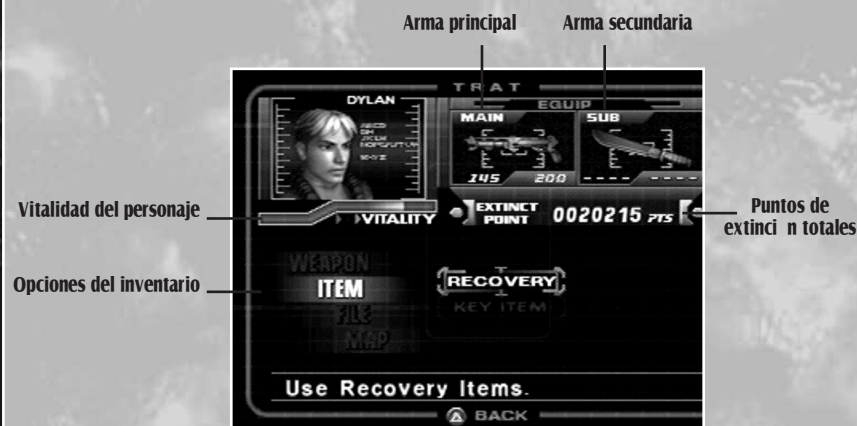 Arma principal
Arma secundaria
TRAT
DYLAN
EQUIP
MAIN
SUB
145 200
---- ----
Vitalidad del personaje
VITALITY
EXTINCT
POINT
0020215 PTS
Puntos de
extinci n totales
Opciones del inventario
WEAPON
ITEM
FILE
MAP
RECOVERY
KEY ITEM
Use Recovery Items.
BACK